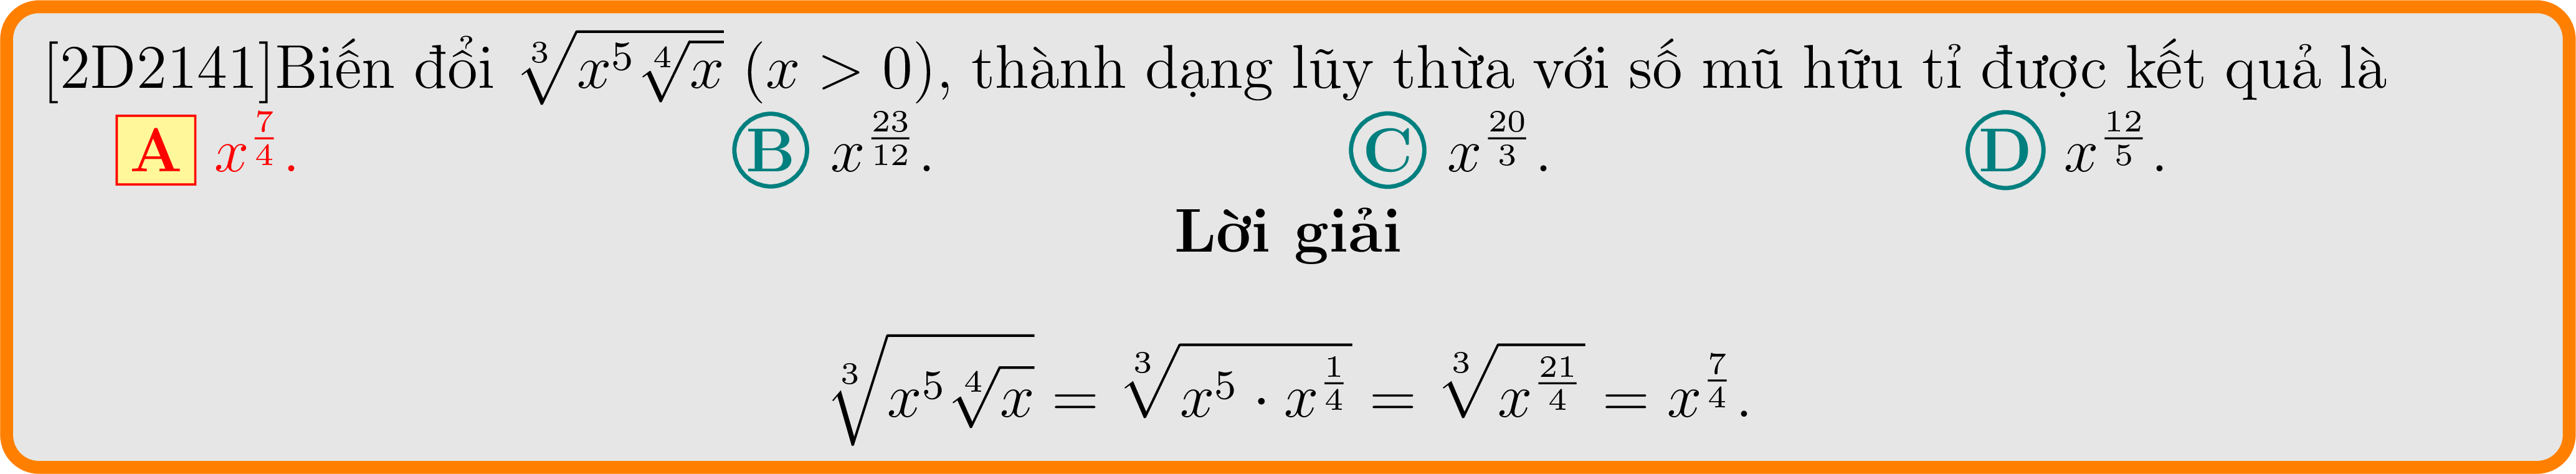 [2D2141]Biến đổi $\sqrt[3]{x^5\sqrt[4]{x}}$ $(x > 0)$, thành dạng lũy thừa với số mũ hữu tỉ được kết quả là
A $x^{\frac{7}{4}}$. B $x^{\frac{23}{12}}$. C $x^{\frac{20}{3}}$. D $x^{\frac{12}{5}}$.
Lời giải
$\sqrt[3]{x^5\sqrt[4]{x}} = \sqrt[3]{x^5 \cdot x^{\frac{1}{4}}} = \sqrt[3]{x^{\frac{21}{4}}} = x^{\frac{7}{4}}.$